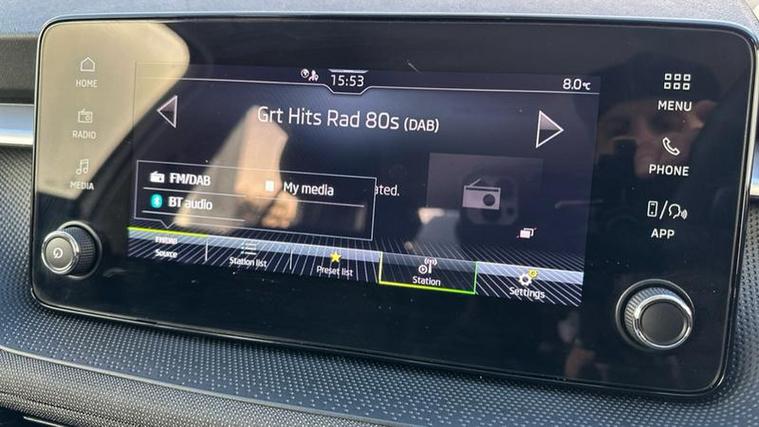 HOME
RADIO
MEDIA
15:53
8.0°C
Grt Hits Rad 80s (DAB)
ated.
FM/DAB
My media
BT audio
FM/DAB
Source
Station list
Preset list
Station
Settings
MENU
PHONE
APP